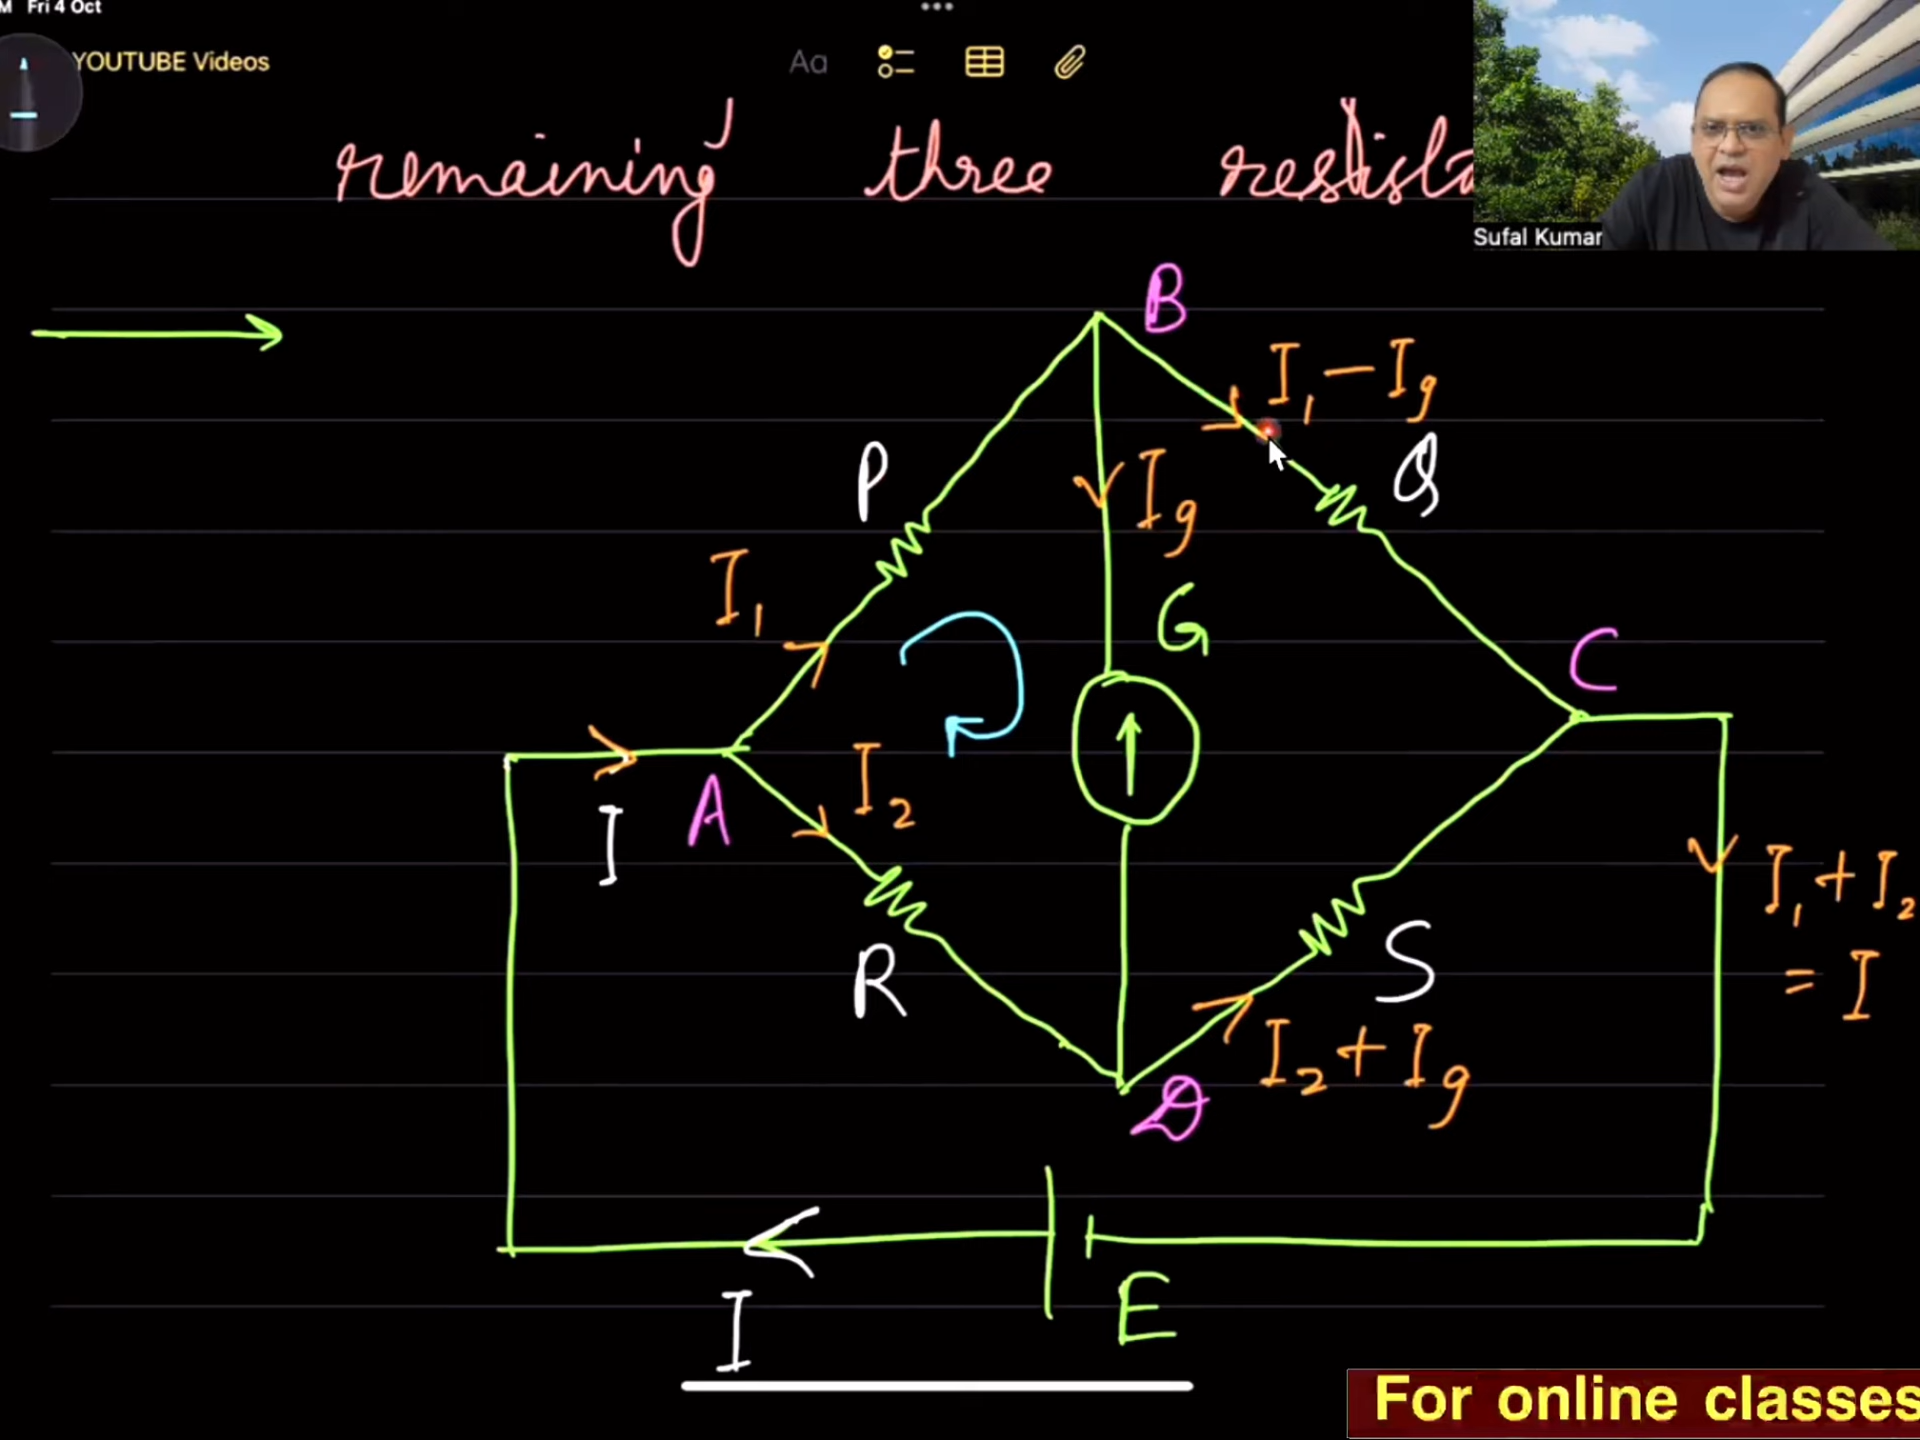 M Fri 4 Oct
YOUTUBE Videos
Aa
remaining three
Sufal Kumar
B
I₁ - Ig
P
Ig
Q
I₁
G
C
I₂
A
I
I₁ + I₂
R
S
= I
I₂ + Ig
D
E
I
For online classes